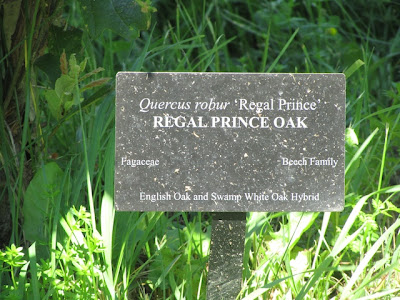 Quercus robur 'Regal Prince'
REGAL PRINCE OAK
Fagaceae Beech Family
English Oak and Swamp White Oak Hybrid